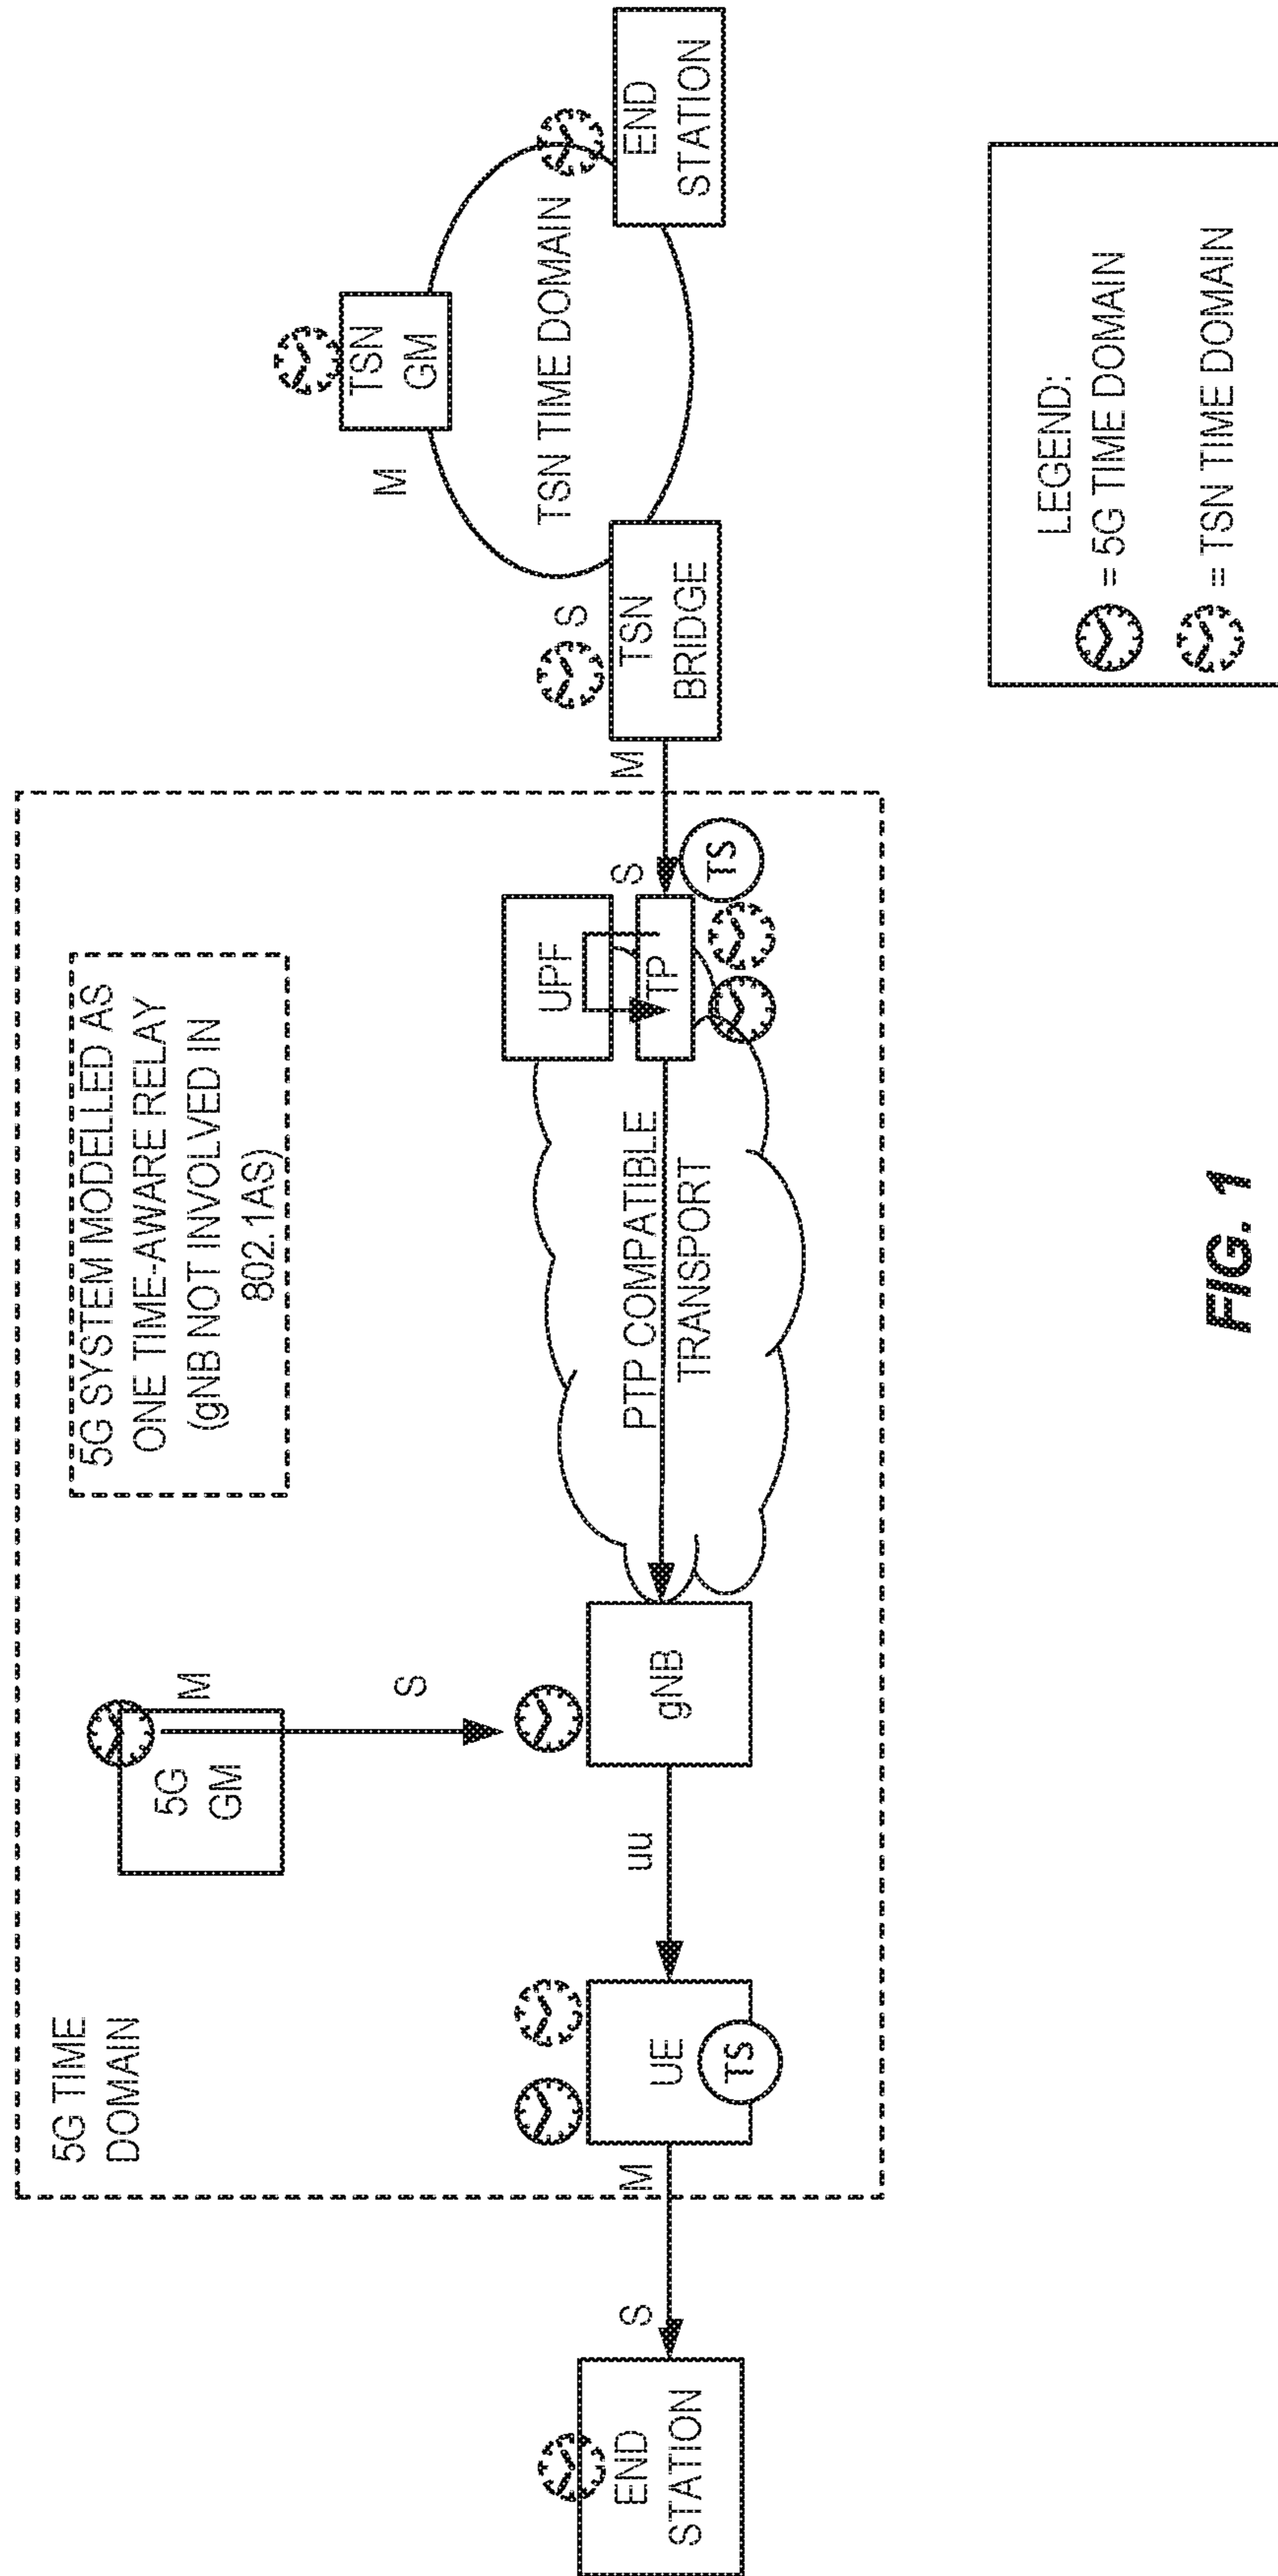 5G TIME
DOMAIN
5G SYSTEM MODELLED AS
ONE TIME-AWARE RELAY
(gNB NOT INVOLVED IN
802.1AS)
5G
GM
M
S
END
STATION
S
M
UE
TS
uu
gNB
PTP COMPATIBLE
TRANSPORT
UPF
TP
S
TS
M
TSN
BRIDGE
S
M
TSN
GM
TSN TIME DOMAIN
END
STATION
LEGEND:
= 5G TIME DOMAIN
= TSN TIME DOMAIN
FIG. 1